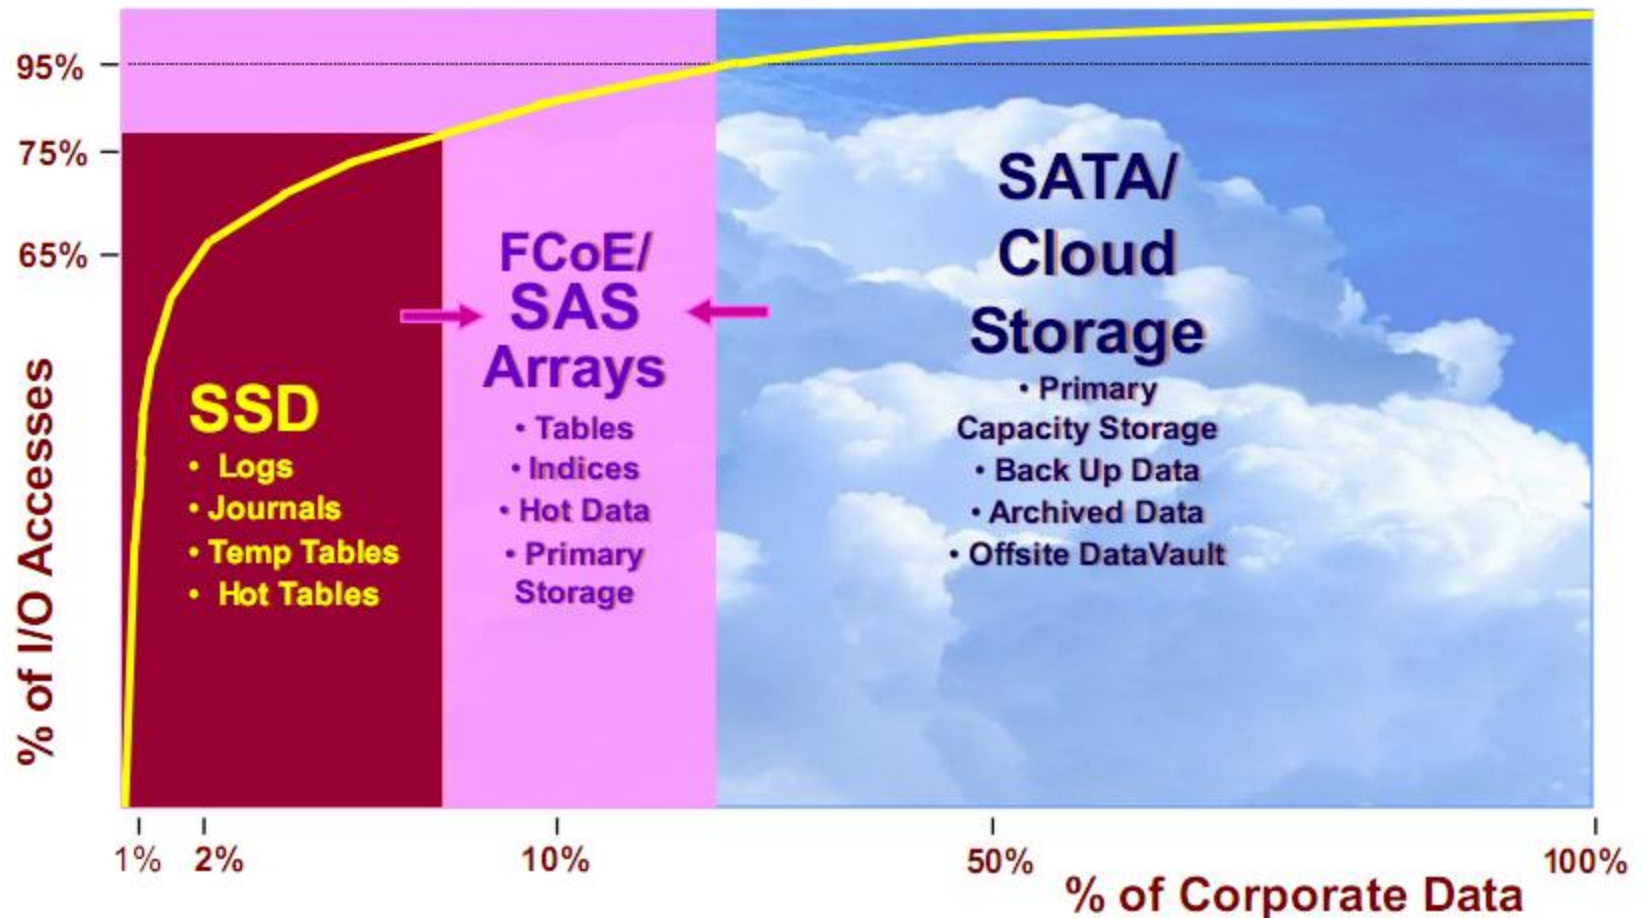 95%
75%
65%
% of I/O Accesses
SSD
• Logs
• Journals
• Temp Tables
• Hot Tables
FCoE/
SAS
Arrays
• Tables
• Indices
• Hot Data
• Primary
Storage
SATA/
Cloud
Storage
• Primary
Capacity Storage
• Back Up Data
• Archived Data
• Offsite DataVault
1% 2% 10% 50% 100%
% of Corporate Data